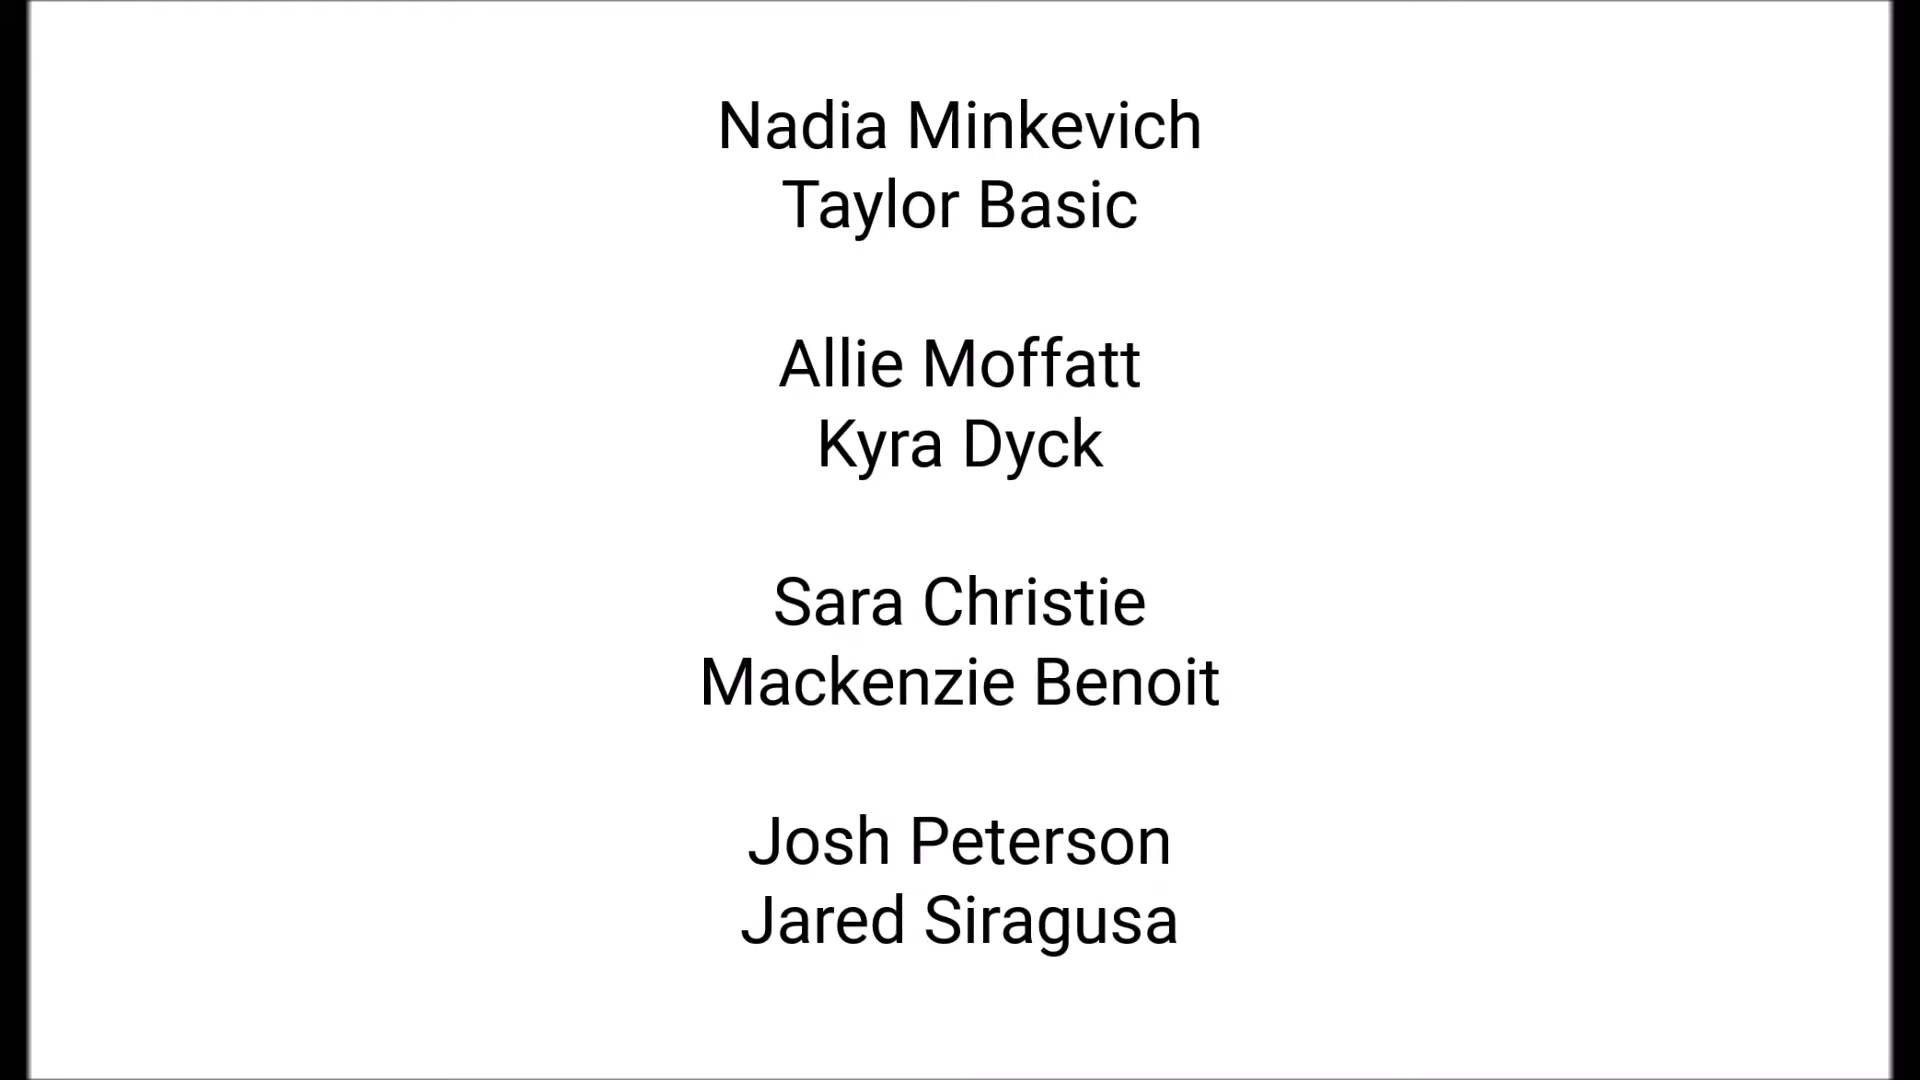 Nadia Minkevich
Taylor Basic
Allie Moffatt
Kyra Dyck
Sara Christie
Mackenzie Benoit
Josh Peterson
Jared Siragusa